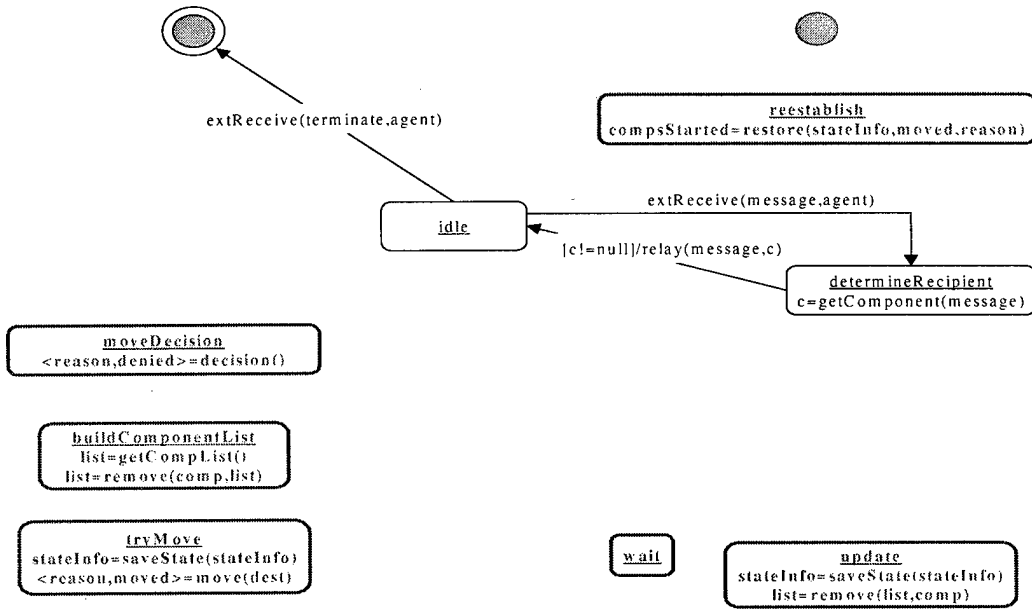 extReceive(terminate,agent)
reestablish
compsStarted=restore(stateInfo,moved,reason)
extReceive(message,agent)
idle
[c!=null]/relay(message,c)
determineRecipient
c=getComponent(message)
moveDecision
<reason,denied>=decision()
buildComponentList
list=getCompList()
list=remove(comp,list)
tryMove
stateInfo=saveState(stateInfo)
<reason,moved>=move(dest)
wait
update
stateInfo=saveState(stateInfo)
list=remove(list,comp)